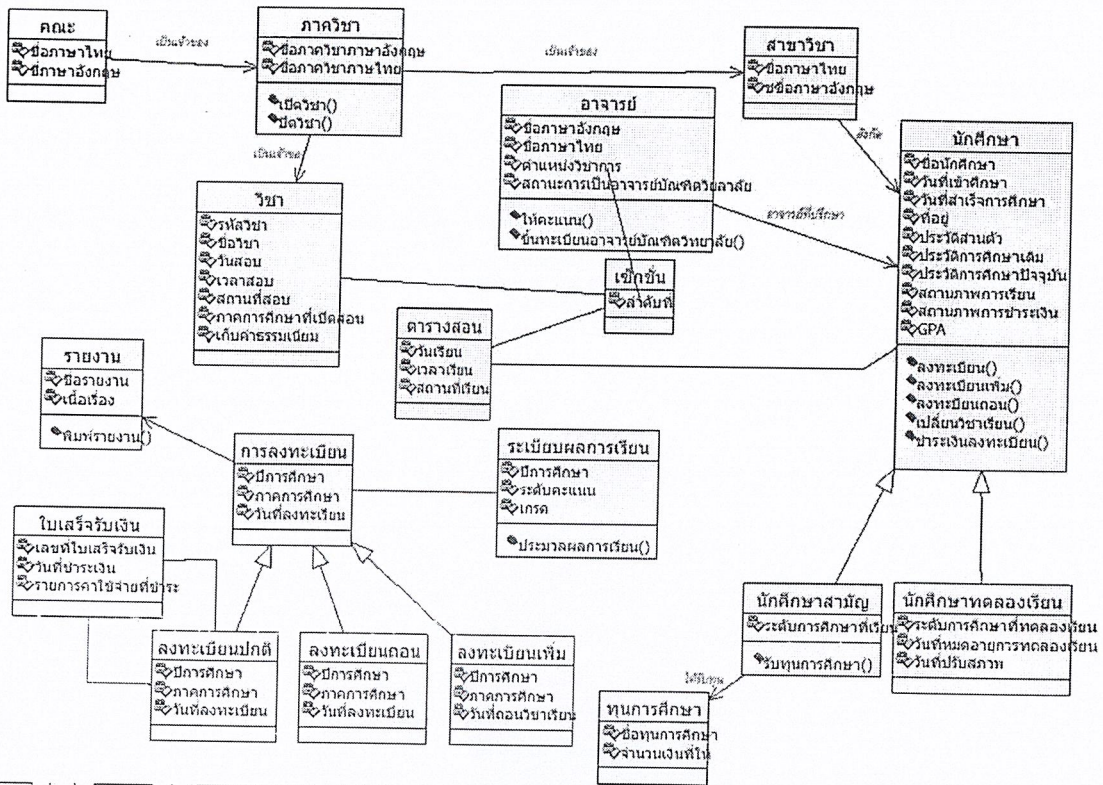 คณะ
ชื่อภาษาไทย
ชื่ภาษาอังกฤษ
เป็นเจ้าของ
ภาควิชา
ชื่อภาควิชาภาษาอังกฤษ
ชื่อภาควิชาภาษาไทย
เปิดวิชา()
ปิดวิชา()
เป็นเจ้าของ
สาขาวิชา
ชื่อภาษาไทย
ชชื่อภาษาอังกฤษ
เป็นเจ้าของ
อาจารย์
ชื่อภาษาอังกฤษ
ชื่อภาษาไทย
ตำแหน่งวิชาการ
สถานะการเป็นอาจารย์บัณฑิตวิยลาลัย
ให้คะแนน()
ขึ้นทะเบียนอาจารย์บัณฑิตวิทยาลัย()
สังกัด
อาจารย์ที่ปรึกษา
นักศึกษา
ชื่อนักศึกษา
วันที่เข้าศึกษา
วันที่สำเร็จการศึกษา
ที่อยู่
ประวัติส่วนตัว
ประวัติการศึกษาเดิม
ประวัติการศึกษาปัจจุบัน
สถานภาพการเรียน
สถานภาพการชำระเงิน
GPA
ลงทะเบียน()
ลงทะเบียนเพิ่ม()
ลงทะบียนถอน()
เปลี่ยนวิชาเรียน()
ชำระเงินลงทะเบียน()
วิชา
รหัสวิชา
ชื่อวิชา
วันสอบ
เวลาสอบ
สถานที่สอบ
ภาคการศึกษาที่เปิดสอน
เก็บค่าธรรมเนียม
เซ็กชั่น
ลำดับที่
ตารางสอน
วันเรียน
เวลาเรียน
สถานที่เรียน
รายงาน
ชื่อรายงาน
เนื้อเรื่อง
พิมพ์รายงาน()
การลงทะเบียน
ปีการศึกษา
ภาคการศึกษา
วันที่ลงทะเรียน
ระเบียบผลการเรียน
ปีการศึกษา
ระดับคะแนน
เกรด
ประมวลผลการเรียน()
ใบเสร็จรับเงิน
เลขที่ใบเสร็จรับเงิน
วันที่ชำระเงิน
รายการคาใช้จ่ายที่ชำระ
ลงทะเบียนปกติ
ปีการศึกษา
ภาคการศึกษา
วันที่ลงทะเบียน
ลงทะเบียนถอน
ปีการศึกษา
ภาคการศึกษา
วันที่ลงทะเบียน
ลงทะเบียนเพิ่ม
ปีการศึกษา
ภาคการศึกษา
วันที่ถอนวิชาเรียน
นักศึกษาสามัญ
ระดับการศึกษาที่เรียน
รับทุนการศึกษา()
นักศึกษาทดลองเรียน
ระดับการศึกษาที่ทดลองเรียน
วันที่หมดอายุการทดลองเรียน
วันที่ปรับสภาพ
ได้รับทุน
ทุนการศึกษา
ชื่อทุนการศึกษา
จำนวนเงินที่ให้